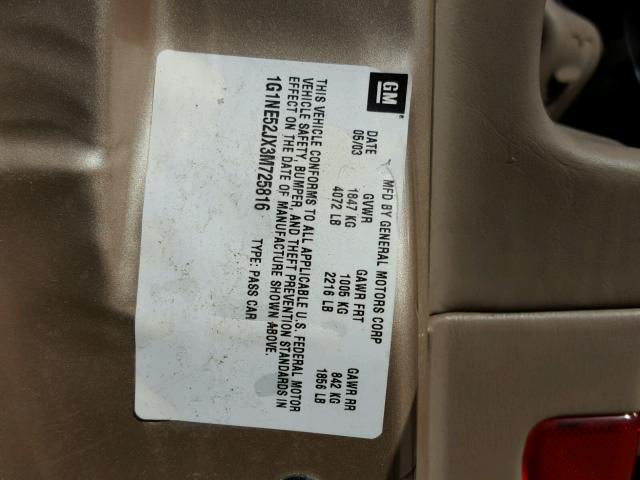 GM®
MFD BY GENERAL MOTORS CORP
DATE GVWR GAWR FRT GAWR RR
05/03 1847 KG 1005 KG 842 KG
4072 LB 2216 LB 1856 LB
THIS VEHICLE CONFORMS TO ALL APPLICABLE U.S. FEDERAL MOTOR
VEHICLE SAFETY, BUMPER, AND THEFT PREVENTION STANDARDS IN
EFFECT ON THE DATE OF MANUFACTURE SHOWN ABOVE.
1G1NE52JX3M725816 TYPE: PASS CAR